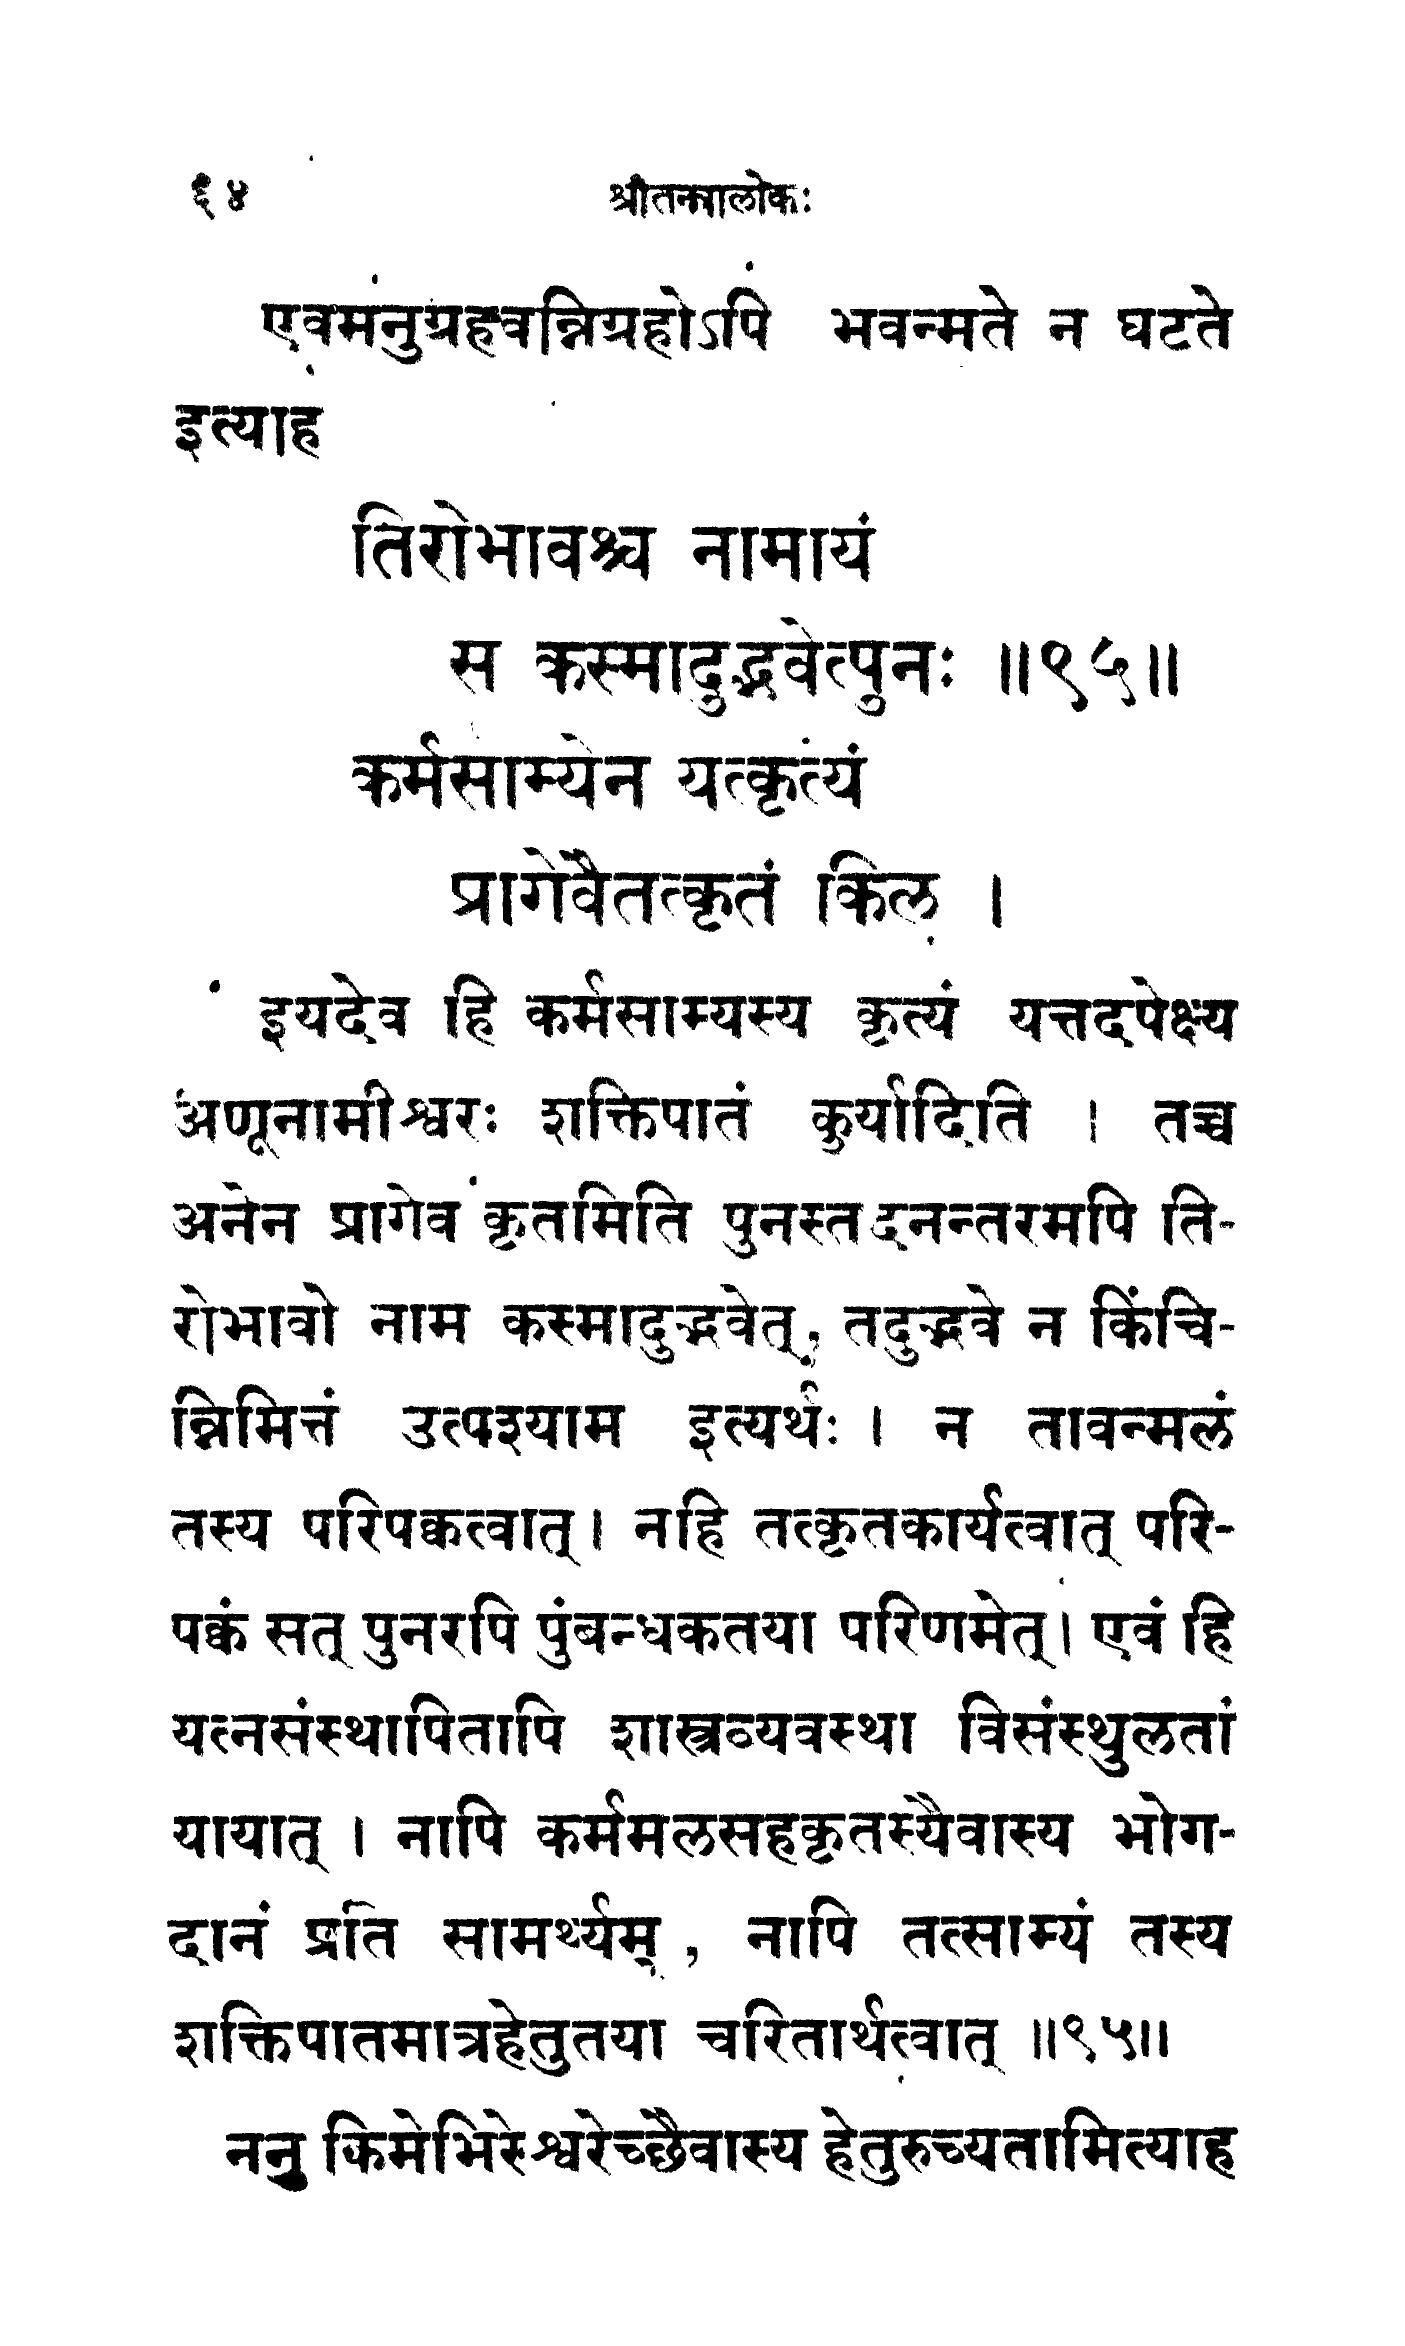 ६४ श्रीतन्त्रालोकः
एवमनुग्रहवन्निग्रहोऽपि भवन्मते न घटते
इत्याह
तिरोभावश्च नामायं
स कस्मादुद्भवेत्पुनः ॥९५॥
कर्मसाम्येन यत्कृत्यं
प्रागेवैतत्कृतं किल ।
इयदेव हि कर्मसाम्यस्य कृत्यं यत्तदपेक्ष्य
अणूनामीश्वरः शक्तिपातं कुर्यादिति । तच्च
अनेन प्रागेव कृतमिति पुनस्तदनन्तरमपि ति-
रोभावो नाम कस्मादुद्भवेत्, तदुद्भवे न किंचि-
न्निमित्तं उत्पश्याम इत्यर्थः । न तावन्मलं
तस्य परिपक्वत्वात् । नहि तत्कृतकार्यत्वात् परि-
पक्वं सत् पुनरपि पुंबन्धकतया परिणमेत् । एवं हि
यत्नसंस्थापितापि शास्त्रव्यवस्था विसंस्थुलतां
यायात् । नापि कर्ममलसहकृतस्यैवास्य भोग-
दानं प्रति सामर्थ्यम्, नापि तत्साम्यं तस्य
शक्तिपातमात्रहेतुतया चरितार्थत्वात् ॥९५॥
ननु किमेभिरेश्वरेच्छैवास्य हेतुरुच्यतामित्याह